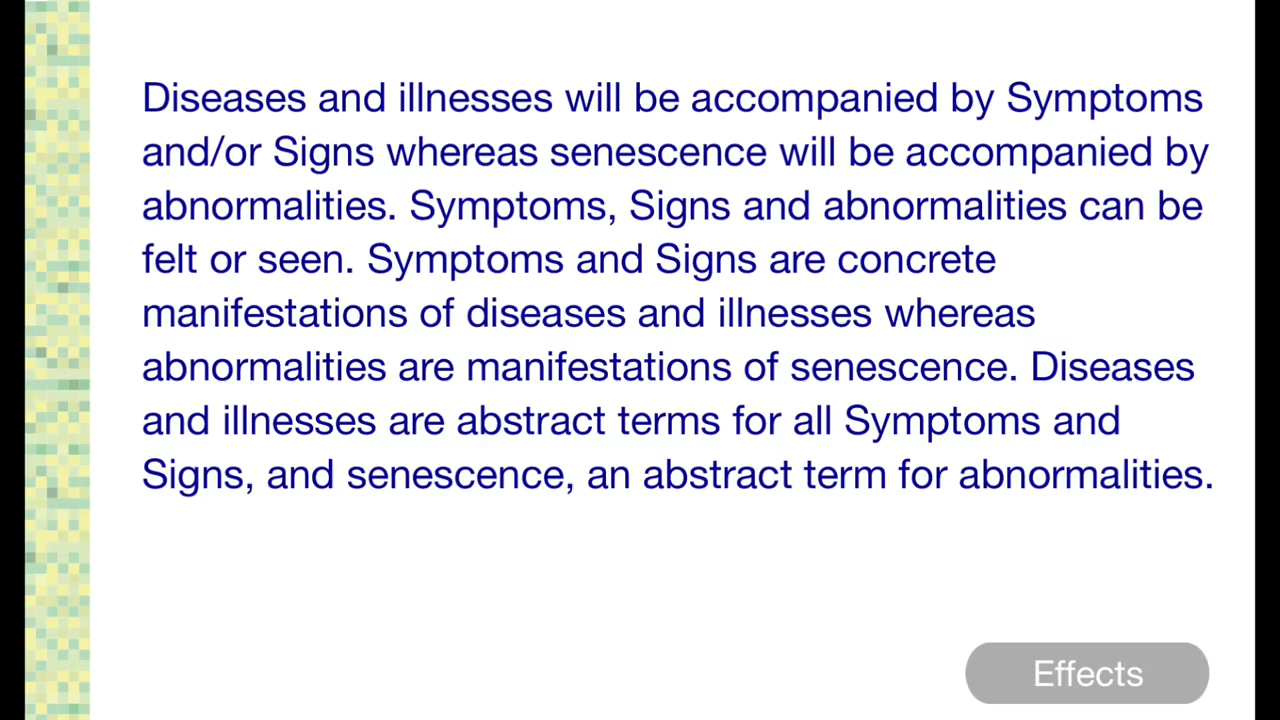 Diseases and illnesses will be accompanied by Symptoms
and/or Signs whereas senescence will be accompanied by
abnormalities. Symptoms, Signs and abnormalities can be
felt or seen. Symptoms and Signs are concrete
manifestations of diseases and illnesses whereas
abnormalities are manifestations of senescence. Diseases
and illnesses are abstract terms for all Symptoms and
Signs, and senescence, an abstract term for abnormalities.
Effects